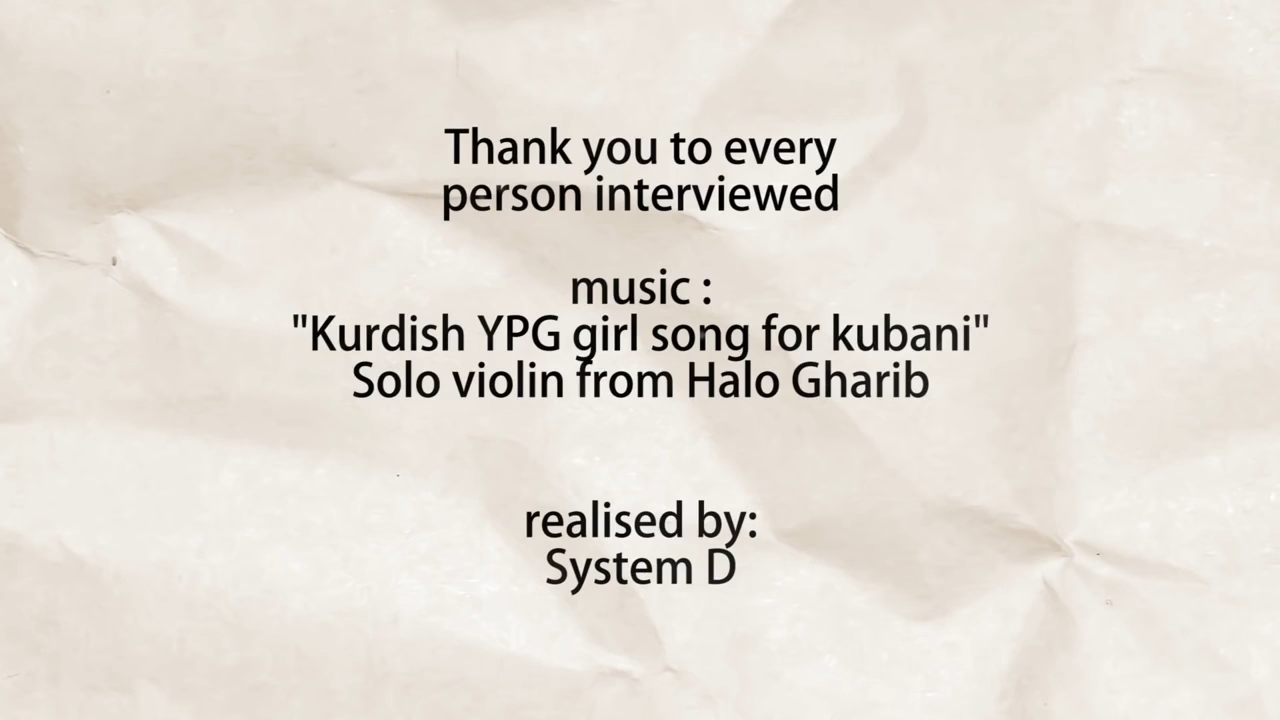 Thank you to every
person interviewed
music :
"Kurdish YPG girl song for kubani"
Solo violin from Halo Gharib
realised by:
System D